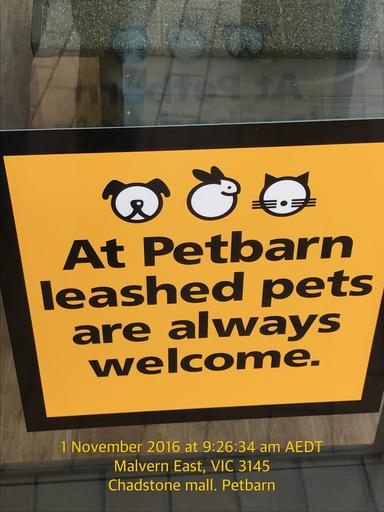 At Petbarn
leashed pets
are always
welcome.
1 November 2016 at 9:26:34 am AEDT
Malvern East, VIC 3145
Chadstone mall. Petbarn